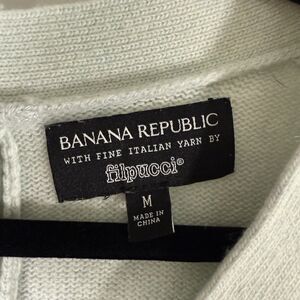 BANANA REPUBLIC
WITH FINE ITALIAN YARN BY
filpucci®
M
MADE IN
CHINA